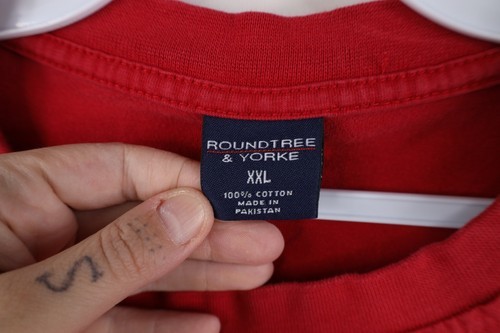 ROUNDTREE
& YORKE
XXL
100% COTTON
MADE IN
PAKISTAN
S